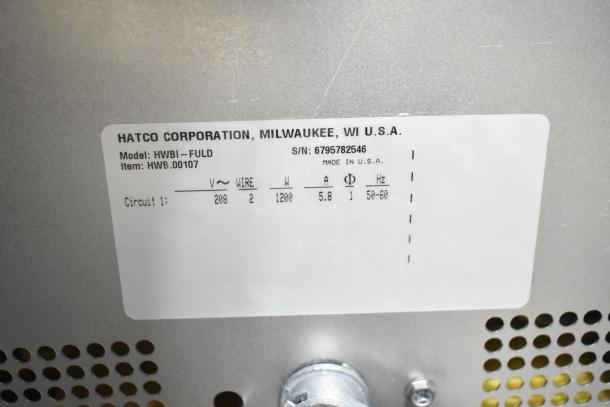 HATCO CORPORATION, MILWAUKEE, WI U.S.A.
Model: HWBI-FULD S/N: 6795782546
Item: HWB.00107 MADE IN U.S.A.
V~ WIRE W A Φ Hz
Circuit 1: 208 2 1200 5.8 1 50-60